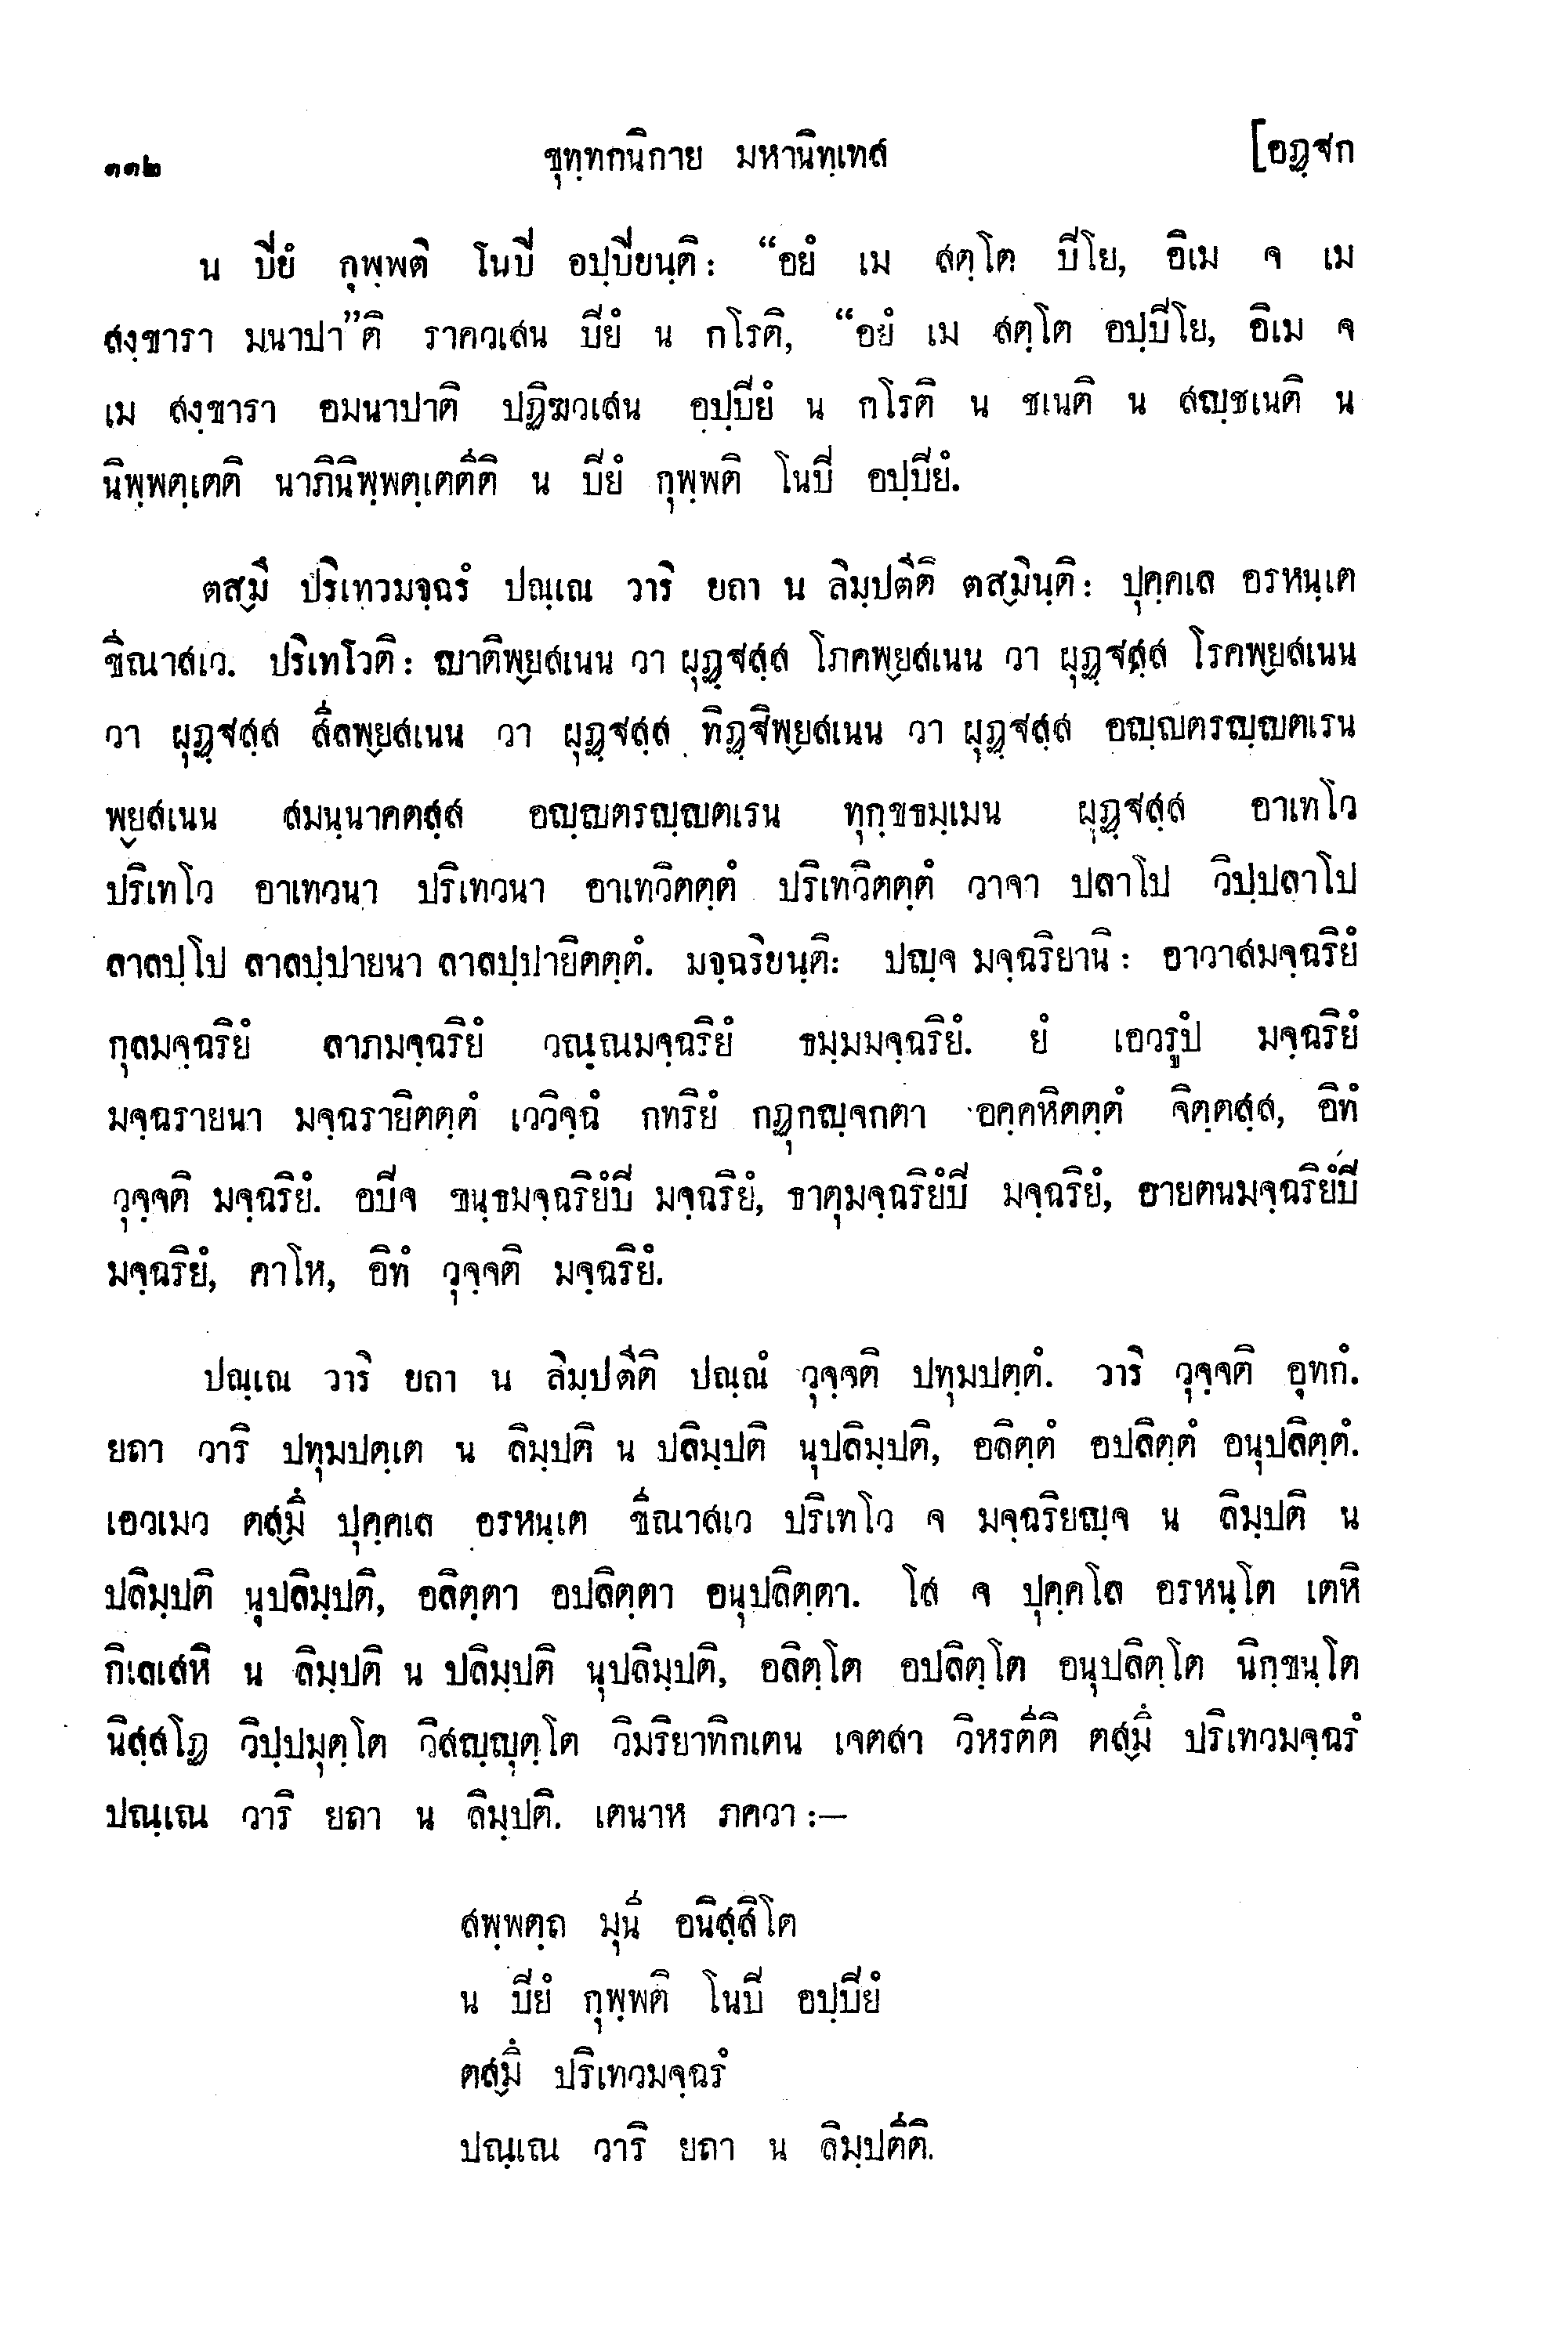 ๑๑๒ ขุทฺทกนิกาย มหานิทฺเทส [อฏฺฐก
น ปิยํ กุพฺพติ โนปิ อปฺปิยนฺติ: “อยํ เม สตฺโต ปิโย, อิเม จ เม
สงฺขารา มนาปา”ติ ราควเสน ปิยํ น กโรติ, “อยํ เม สตฺโต อปฺปิโย, อิเม จ
เม สงฺขารา อมนาปาติ ปฏิฆวเสน อปฺปิยํ น กโรติ น ชเนติ น สญฺชเนติ น
นิพฺพตฺเตติ นาภินิพฺพตฺเตตีติ น ปิยํ กุพฺพติ โนปิ อปฺปิยํ.
ตสฺมึ ปริเทวมจฺฉรํ ปณฺเณ วาริ ยถา น ลิมฺปตีติ ตสฺมินฺติ: ปุคฺคเล อรหนฺเต
ขีณาสเว. ปริเทโวติ: ญาติพฺยสเนน วา ผุฏฺฐสฺส โภคพฺยสเนน วา ผุฏฺฐสฺส โรคพฺยสเนน
วา ผุฏฺฐสฺส สีลพฺยสเนน วา ผุฏฺฐสฺส ทิฏฺฐิพฺยสเนน วา ผุฏฺฐสฺส อญฺญตรญฺญตเรน
พฺยสเนน สมนฺนาคตสฺส อญฺญตรญฺญตเรน ทุกฺขธมฺเมน ผุฏฺฐสฺส อาเทโว
ปริเทโว อาเทวนา ปริเทวนา อาเทวิตตฺตํ ปริเทวิตตฺตํ วาจา ปลาโป วิปฺปลาโป
ลาลปฺโป ลาลปฺปายนา ลาลปฺปายิตตฺตํ. มจฺฉริยนฺติ: ปญฺจ มจฺฉริยานิ: อาวาสมจฺฉริยํ
กุลมจฺฉริยํ ลาภมจฺฉริยํ วณฺณมจฺฉริยํ ธมฺมมจฺฉริยํ. ยํ เอวรูปํ มจฺฉริยํ
มจฺฉรายนา มจฺฉรายิตตฺตํ เววิจฺฉํ กทริยํ กฏุกญฺจกตา อคฺคหิตตฺตํ จิตฺตสฺส, อิทํ
วุจฺจติ มจฺฉริยํ. อปิจ ขนฺธมจฺฉริยํปิ มจฺฉริยํ, ธาตุมจฺฉริยํปิ มจฺฉริยํ, อายตนมจฺฉริยํปิ
มจฺฉริยํ, คาโห, อิทํ วุจฺจติ มจฺฉริยํ.
ปณฺเณ วาริ ยถา น ลิมฺปตีติ ปณฺณํ วุจฺจติ ปทุมปตฺตํ. วาริ วุจฺจติ อุทกํ.
ยถา วาริ ปทุมปตฺเต น ลิมฺปติ น ปลิมฺปติ นุปลิมฺปติ, อลิตฺตํ อปลิตฺตํ อนุปลิตฺตํ.
เอวเมว ตสฺมึ ปุคฺคเล อรหนฺเต ขีณาสเว ปริเทโว จ มจฺฉริยญฺจ น ลิมฺปติ น
ปลิมฺปติ นุปลิมฺปติ, อลิตฺตา อปลิตฺตา อนุปลิตฺตา. โส จ ปุคฺคโล อรหนฺโต เตหิ
กิเลเสหิ น ลิมฺปติ น ปลิมฺปติ นุปลิมฺปติ, อลิตฺโต อปลิตฺโต อนุปลิตฺโต นิกฺขนฺโต
นิสฺสโฏ วิปฺปมุตฺโต วิสญฺญุตฺโต วิมริยาทิกเตน เจตสา วิหรตีติ ตสฺมึ ปริเทวมจฺฉรํ
ปณฺเณ วาริ ยถา น ลิมฺปติ. เตนาห ภควา :—
สพฺพตฺถ มุนี อนิสฺสิโต
น ปิยํ กุพฺพติ โนปิ อปฺปิยํ
ตสฺมึ ปริเทวมจฺฉรํ
ปณฺเณ วาริ ยถา น ลิมฺปตีติ.